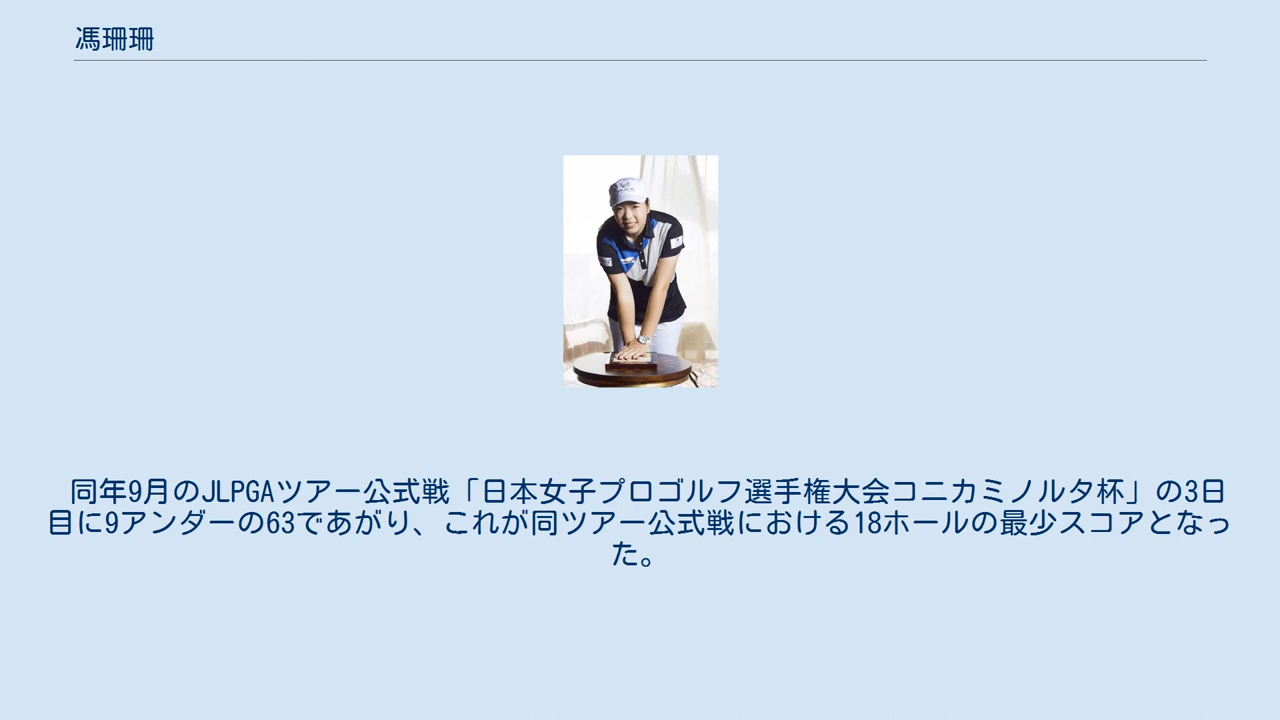 馮珊珊
同年9月のJLPGAツアー公式戦「日本女子プロゴルフ選手権大会コニカミノルタ杯」の3日
目に9アンダーの63であがり、これが同ツアー公式戦における18ホールの最少スコアとなっ
た。